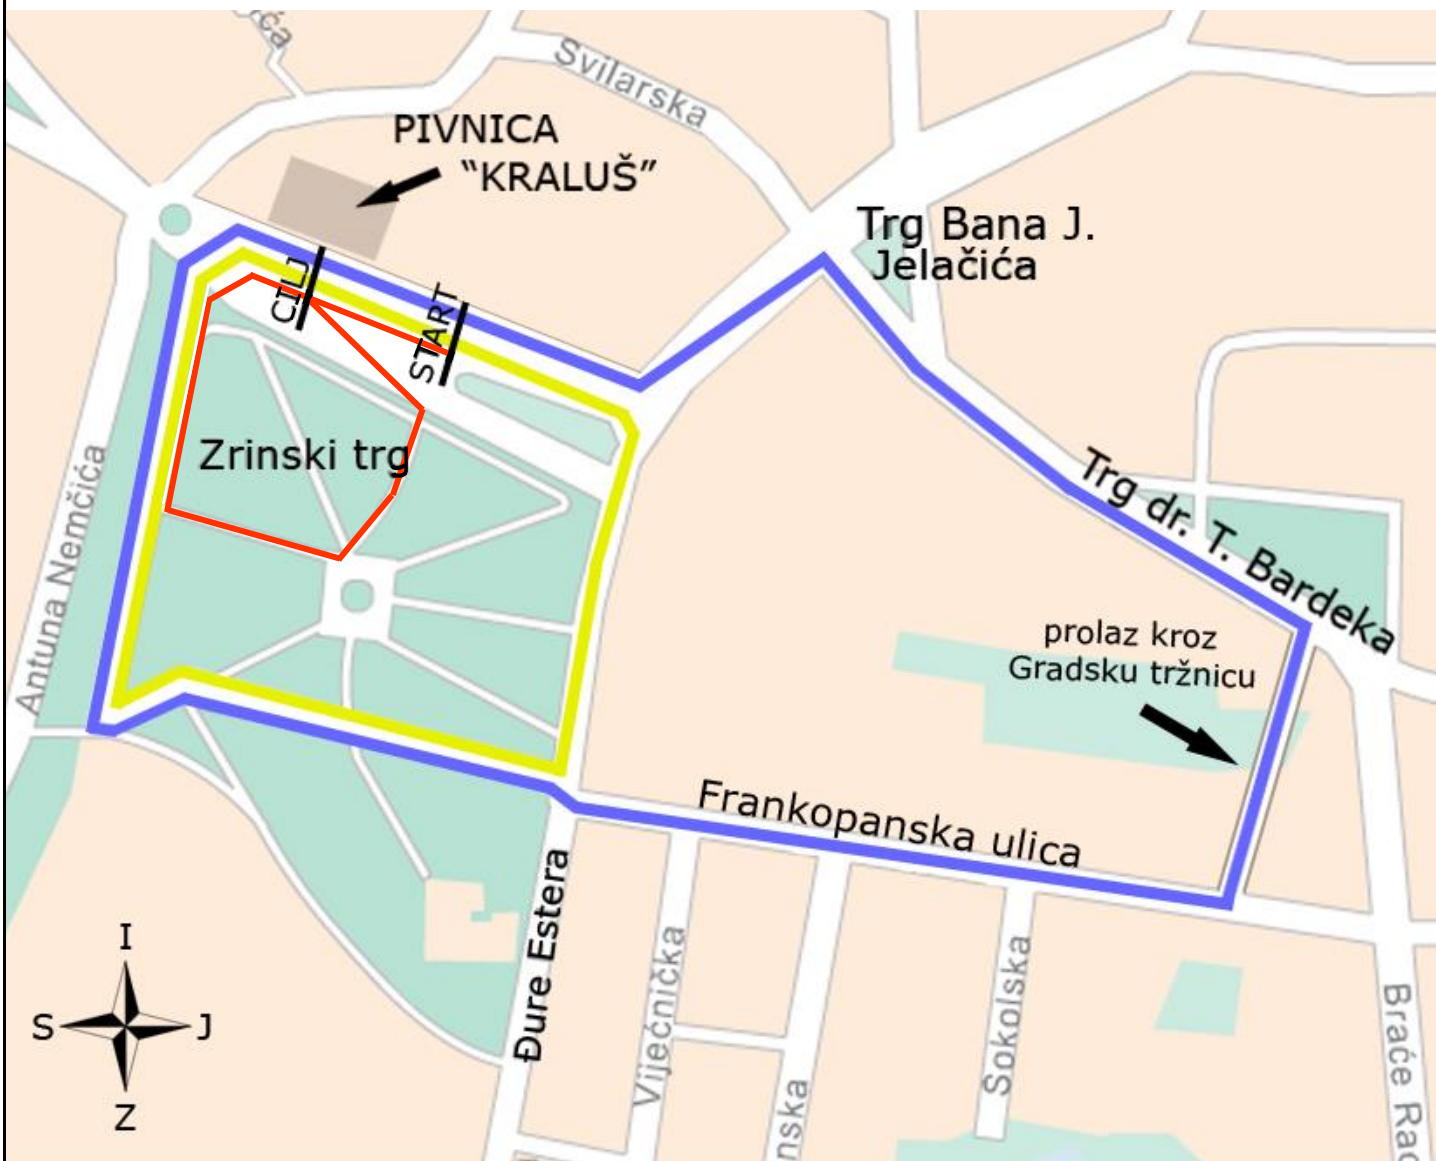 Svilarska
PIVNICA
“KRALUŠ”
Trg Bana J.
Jelačića
CILJ
START
Zrinski trg
Antuna Nemčića
Trg dr. T. Bardeka
prolaz kroz
Gradsku tržnicu
Frankopanska ulica
Đure Estera
Vijećnička
Sokolska
Braće Rad
I
S
J
Z